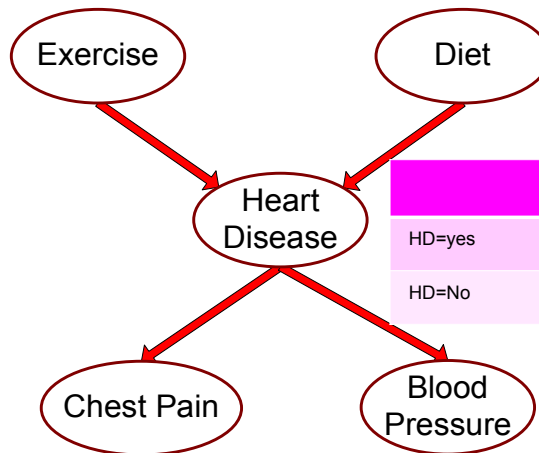 Exercise
Diet
Heart
Disease
HD=yes
HD=No
Chest Pain
Blood
Pressure